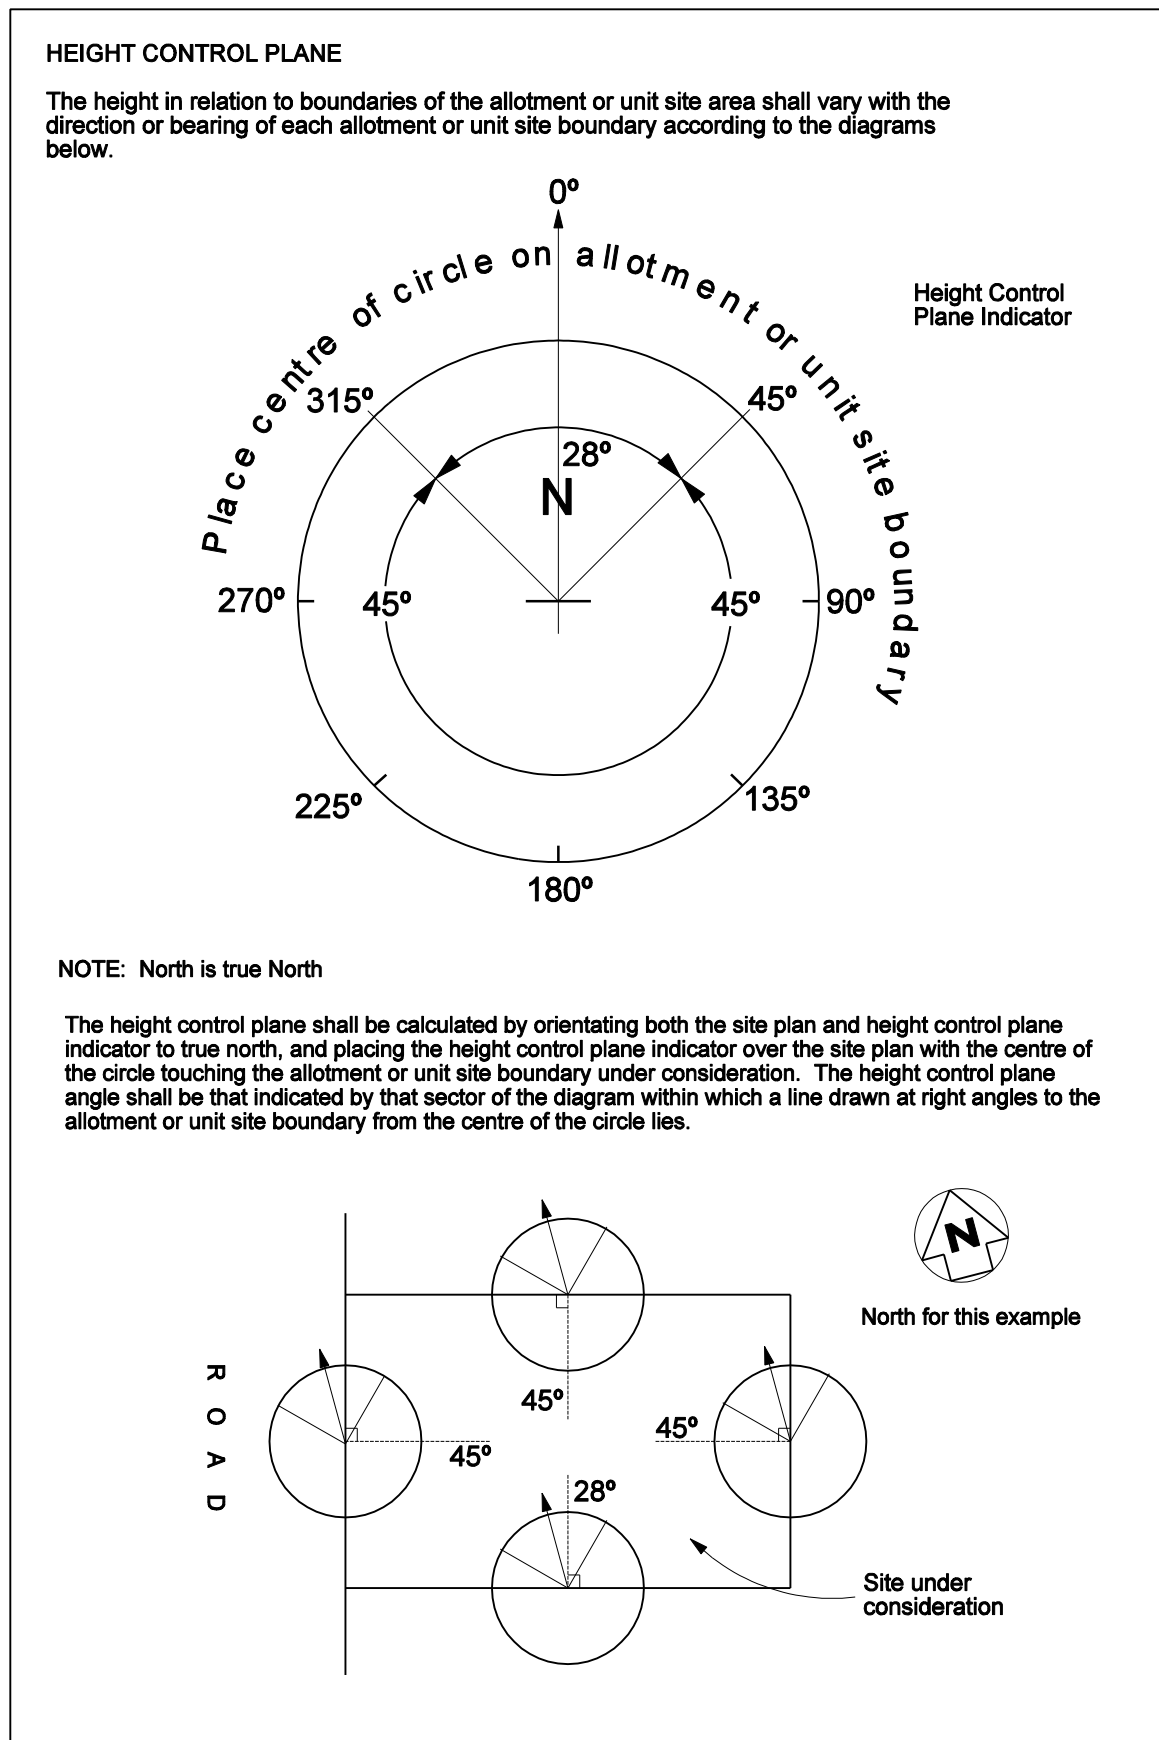 HEIGHT CONTROL PLANE
The height in relation to boundaries of the allotment or unit site area shall vary with the
direction or bearing of each allotment or unit site boundary according to the diagrams
below.
0º
Place centre of circle on allotment or unit site boundary
Height Control
Plane Indicator
315º
45º
28º
N
270º
45º
45º
90º
225º
135º
180º
NOTE: North is true North
The height control plane shall be calculated by orientating both the site plan and height control plane
indicator to true north, and placing the height control plane indicator over the site plan with the centre of
the circle touching the allotment or unit site boundary under consideration. The height control plane
angle shall be that indicated by that sector of the diagram within which a line drawn at right angles to the
allotment or unit site boundary from the centre of the circle lies.
N
North for this example
ROAD
45º
45º
45º
28º
Site under
consideration